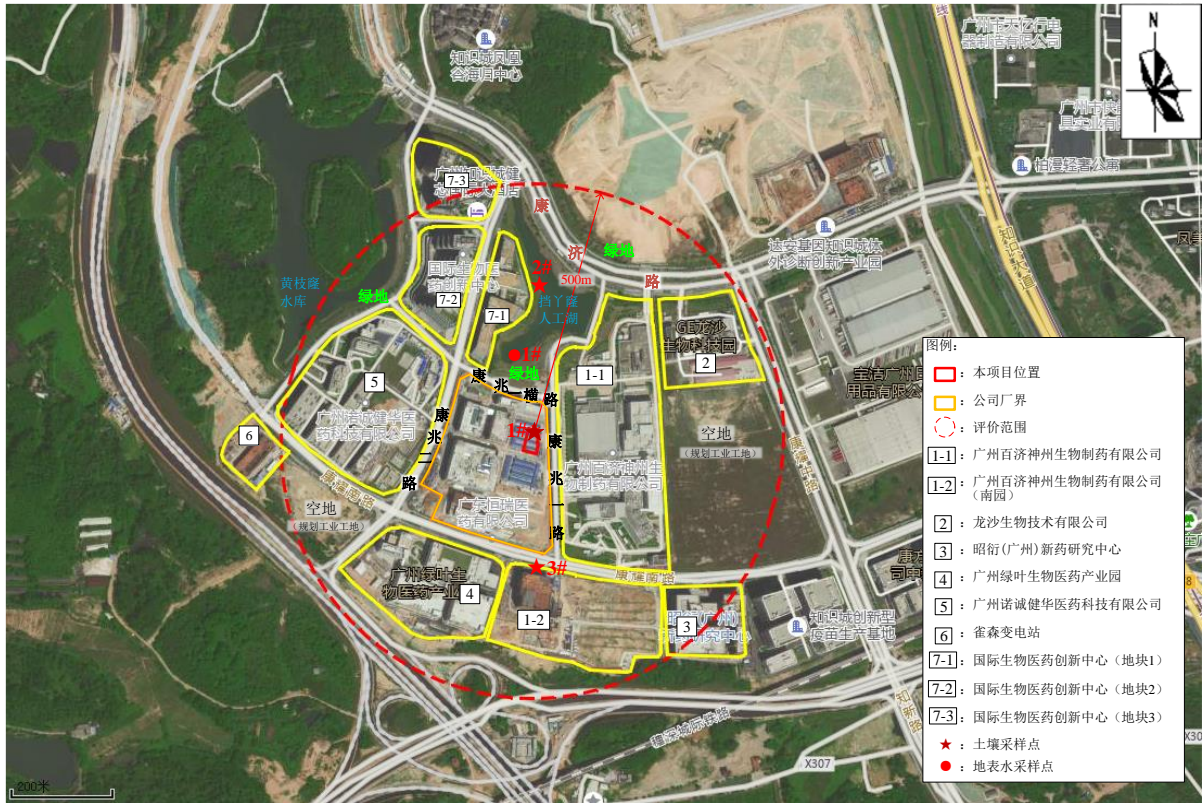 知识城凤凰
谷海归中心
广州市天亿行电
器制造有限公司
N
广州市
柏漫轻奢公寓
7-3
康
济
路
绿地
500m
达安基因知识城体
外诊断创新产业园
知识大道
黄枝窿
水库
绿地
国际生物医
药创新中心
7-2
7-1
2#
挡丫窿
人工湖
1#
绿地
康兆一横路
GE龙沙
生物科技园
2
1-1
5
广州诺诚健华医
药科技有限公司
康兆二路
1#
康兆一路
广州百济神州生
物制药有限公司
空地
(规划工业工地)
宝洁广州
用品有限公
康耀中路
6
康耀南路
空地
(规划工业工地)
广东恒瑞医
药有限公司
3#
康耀南路
广州绿叶生
物医药产业
4
1-2
3
知识城创新型
疫苗生产基地
穗深城际铁路
知新路
X307
X30
200米
图例:
：本项目位置
：公司厂界
：评价范围
1-1：广州百济神州生物制药有限公司
1-2：广州百济神州生物制药有限公司
（南园）
2：龙沙生物技术有限公司
3：昭衍(广州)新药研究中心
4：广州绿叶生物医药产业园
5：广州诺诚健华医药科技有限公司
6：雀森变电站
7-1：国际生物医药创新中心（地块1）
7-2：国际生物医药创新中心（地块2）
7-3：国际生物医药创新中心（地块3）
：土壤采样点
：地表水采样点